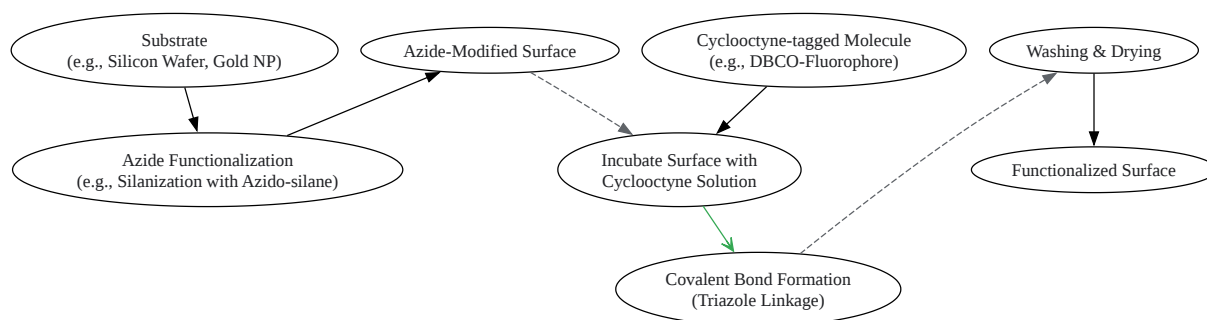 Substrate
(e.g., Silicon Wafer, Gold NP)
Azide-Modified Surface
Cyclooctyne-tagged Molecule
(e.g., DBCO-Fluorophore)
Washing & Drying
Azide Functionalization
(e.g., Silanization with Azido-silane)
Incubate Surface with
Cyclooctyne Solution
Functionalized Surface
Covalent Bond Formation
(Triazole Linkage)